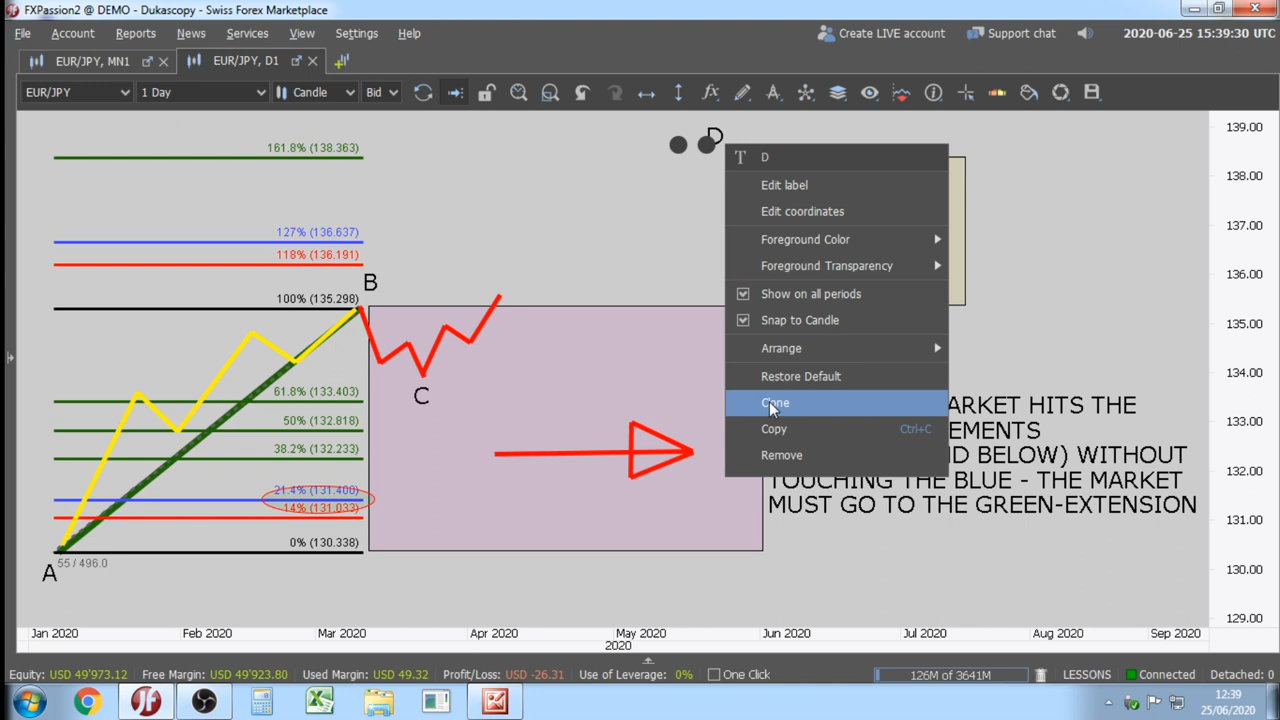 FXPassion2 @ DEMO - Dukascopy - Swiss Forex Marketplace
File Account Reports News Services View Settings Help
Create LIVE account Support chat 2020-06-25 15:39:30 UTC
EUR/JPY, MN1 EUR/JPY, D1
EUR/JPY 1 Day Candle Bid
139.00
138.00
137.00
136.00
135.00
134.00
133.00
132.00
131.00
130.00
129.00
161.8% (138.363)
127% (136.637)
118% (136.191)
B
100% (135.298)
61.8% (133.403)
50% (132.818)
38.2% (132.233)
21.4% (131.400)
14% (131.033)
0% (130.338)
55 / 496.0
A
C
D
T D
Edit label
Edit coordinates
Foreground Color
Foreground Transparency
Show on all periods
Snap to Candle
Arrange
Restore Default
Clone
Copy Ctrl+C
Remove
ARKET HITS THE
EMENTS
ND BELOW) WITHOUT
TOUCHING THE BLUE - THE MARKET
MUST GO TO THE GREEN-EXTENSION
Jan 2020 Feb 2020 Mar 2020 Apr 2020 May 2020 Jun 2020 Jul 2020 Aug 2020 Sep 2020
2020
Equity: USD 49'973.12 Free Margin: USD 49'923.80 Used Margin: USD 49.32 Profit/Loss: USD -26.31 Use of Leverage: 0% One Click 126M of 3641M LESSONS Connected Detached: 0
12:39
25/06/2020